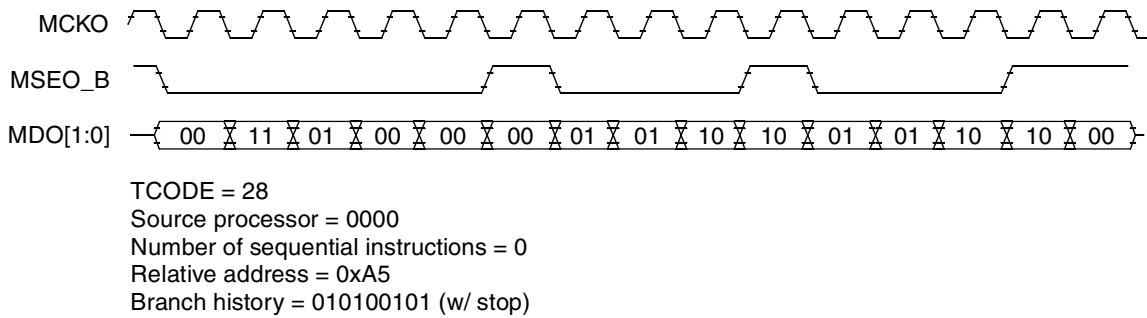 MCKO
MSEO_B
MDO[1:0] 00 11 01 00 00 00 01 01 10 10 01 01 10 10 00
TCODE = 28
Source processor = 0000
Number of sequential instructions = 0
Relative address = 0xA5
Branch history = 010100101 (w/ stop)